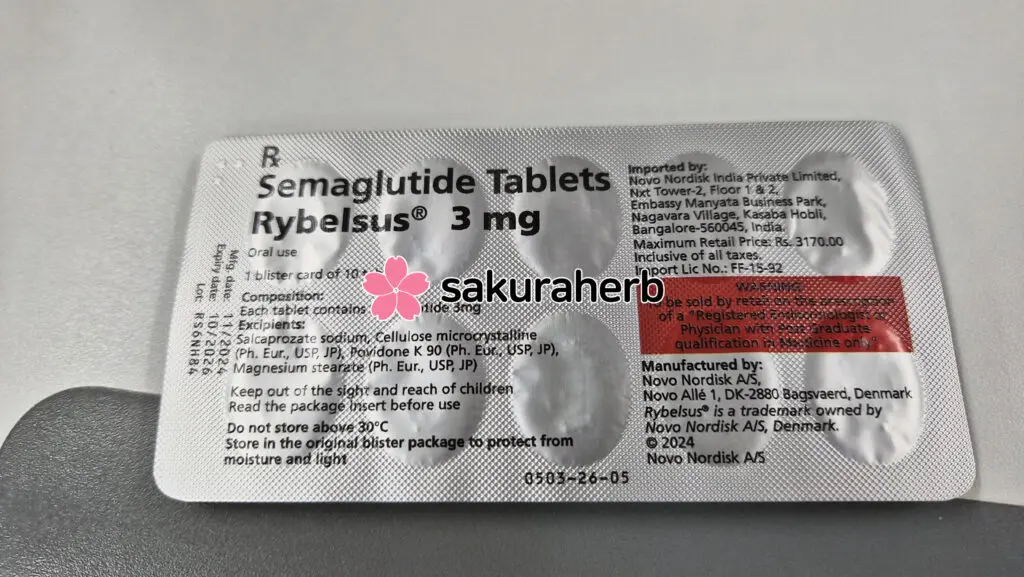 Rx
Semaglutide Tablets
Rybelsus® 3 mg
Oral use
1 blister card of 10
Composition:
Each tablet contains 3mg
Excipients:
Salcaprozate sodium, Cellulose microcrystalline
(Ph. Eur., USP, JP), Povidone K 90 (Ph. Eur., USP, JP),
Magnesium stearate (Ph. Eur., USP, JP)
Keep out of the sight and reach of children
Read the package insert before use
Do not store above 30°C
Store in the original blister package to protect from
moisture and light
Mfg. date: 11/2024
Expiry date: 10/2026
Lot: RS6NH84
sakuraherb
Imported by:
Novo Nordisk India Private Limited,
Nxt Tower-2, Floor 1 & 2,
Embassy Manyata Business Park,
Nagavara Village, Kasaba Hobli,
Bangalore-560045, India.
Maximum Retail Price: Rs. 3170.00
Inclusive of all taxes.
Import Lic No.: FF-15-92
WARNING
be sold by retail on the prescription
of a "Registered Endocrinologist or
Physician with Post Graduate
qualification in Medicine only"
Manufactured by:
Novo Nordisk A/S,
Novo Allé 1, DK-2880 Bagsvaerd, Denmark
Rybelsus® is a trademark owned by
Novo Nordisk A/S, Denmark.
© 2024
Novo Nordisk A/S
0503-26-05